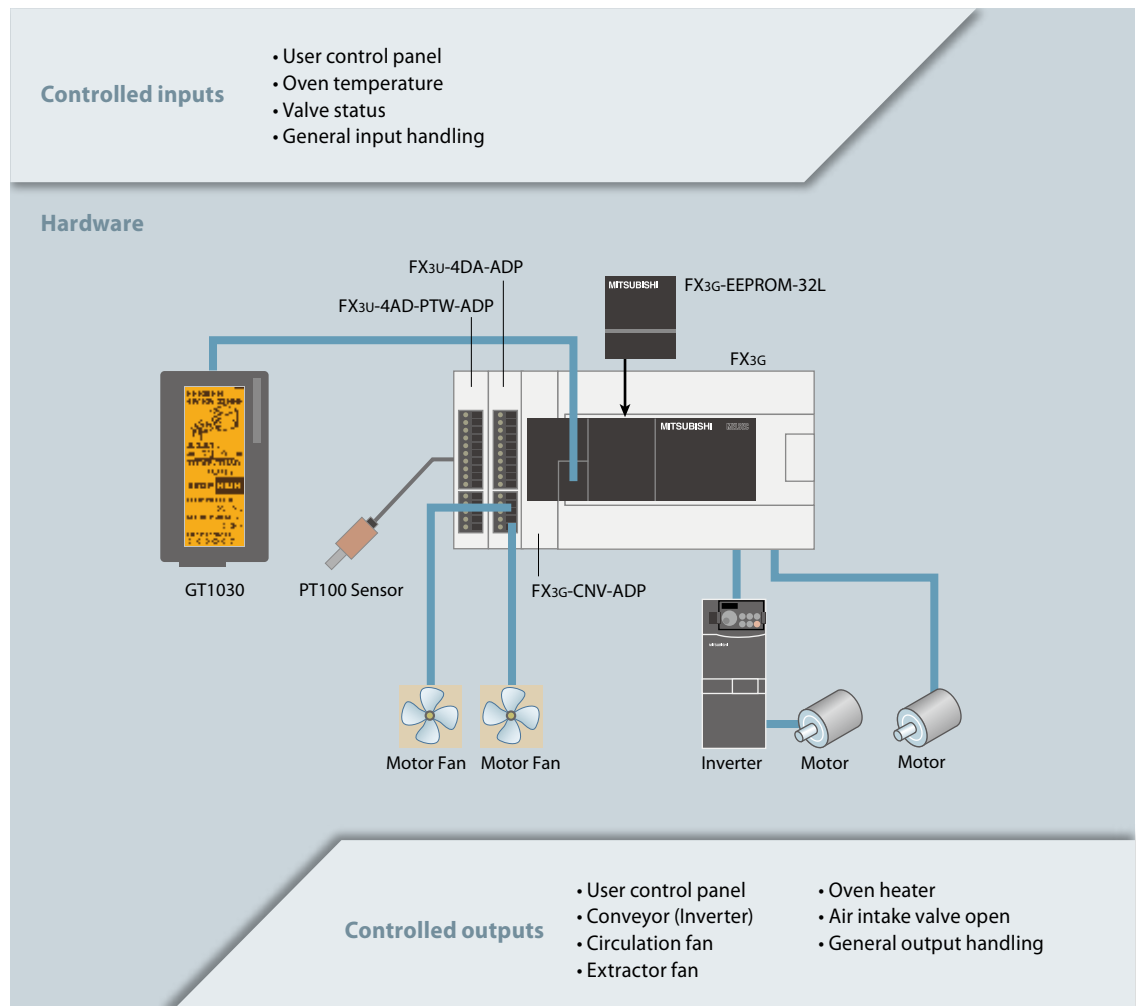 Controlled inputs
• User control panel
• Oven temperature
• Valve status
• General input handling
Hardware
FX3U-4DA-ADP
FX3U-4AD-PTW-ADP
MITSUBISHI
FX3G-EEPROM-32L
FX3G
MITSUBISHI
GT1030
PT100 Sensor
FX3G-CNV-ADP
Motor Fan
Motor Fan
Inverter
Motor
Motor
Controlled outputs
• User control panel
• Conveyor (Inverter)
• Circulation fan
• Extractor fan
• Oven heater
• Air intake valve open
• General output handling